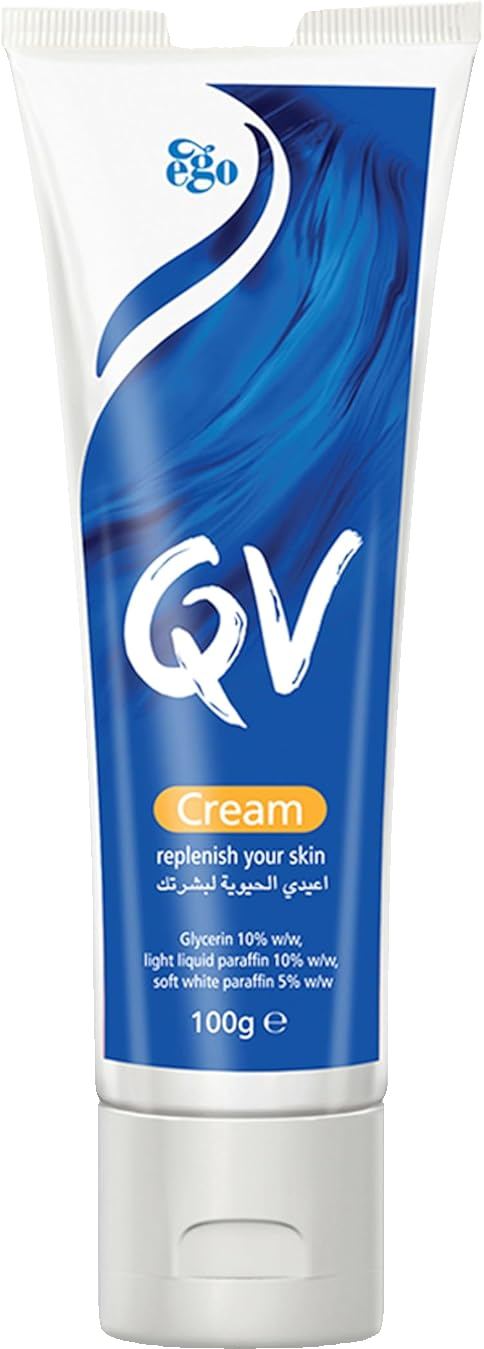 ego
QV
Cream
replenish your skin
اعيدي الحيوية لبشرتك
Glycerin 10% w/w,
light liquid paraffin 10% w/w,
soft white paraffin 5% w/w
100g ℮